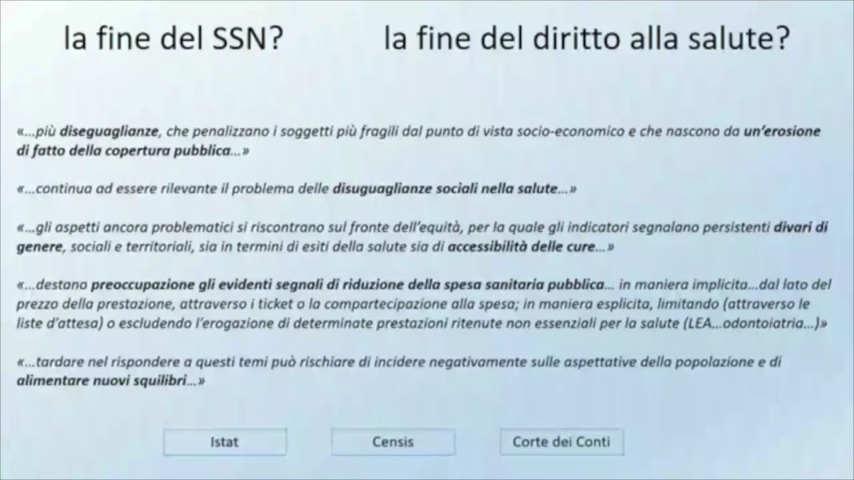 la fine del SSN? la fine del diritto alla salute?
«...più diseguaglianze, che penalizzano i soggetti più fragili dal punto di vista socio-economico e che nascono da un'erosione
di fatto della copertura pubblica...»
«...continua ad essere rilevante il problema delle disuguaglianze sociali nella salute...»
«...gli aspetti ancora problematici si riscontrano sul fronte dell'equità, per la quale gli indicatori segnalano persistenti divari di
genere, sociali e territoriali, sia in termini di esiti della salute sia di accessibilità delle cure...»
«...destano preoccupazione gli evidenti segnali di riduzione della spesa sanitaria pubblica... in maniera implicita...dal lato del
prezzo della prestazione, attraverso i ticket o la compartecipazione alla spesa; in maniera esplicita, limitando (attraverso le
liste d'attesa) o escludendo l'erogazione di determinate prestazioni ritenute non essenziali per la salute (LEA...odontoiatria...)»
«...tardare nel rispondere a questi temi può rischiare di incidere negativamente sulle aspettative della popolazione e di
alimentare nuovi squilibri...»
Istat Censis Corte dei Conti